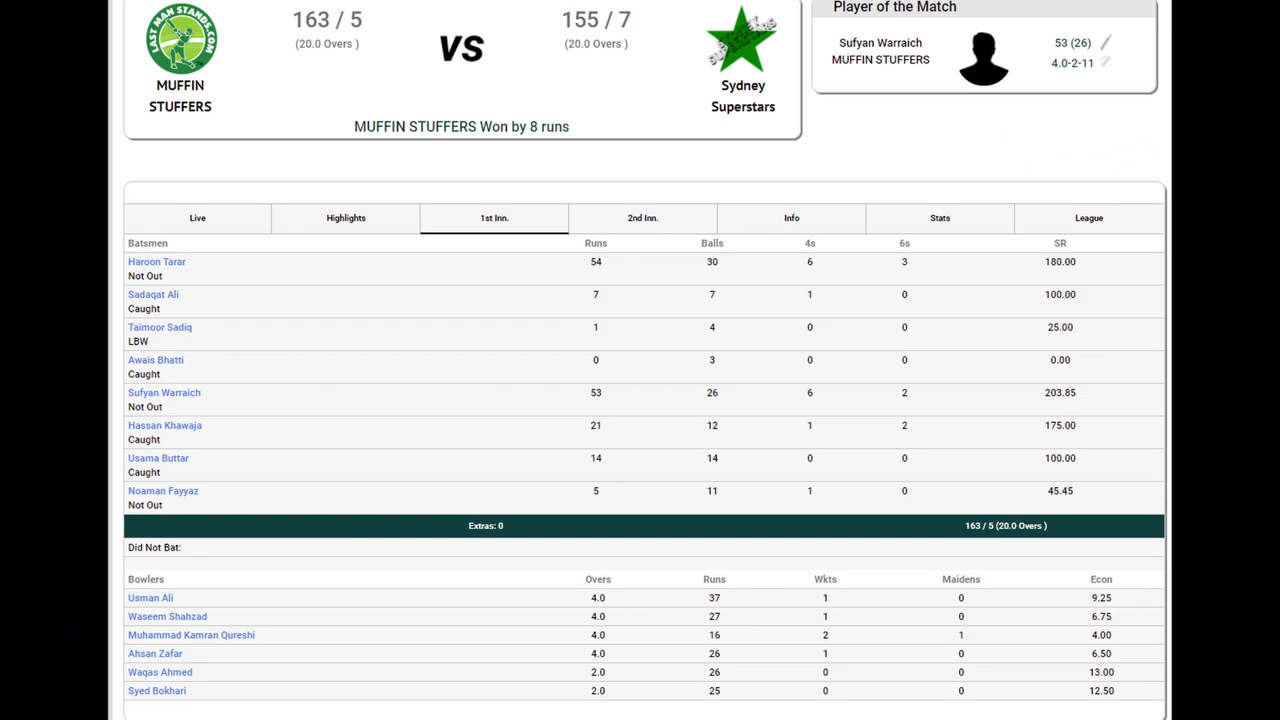 LAST MAN STANDS.COM
163 / 5
(20.0 Overs )
VS
155 / 7
(20.0 Overs )
MUFFIN
STUFFERS
Sydney
Superstars
MUFFIN STUFFERS Won by 8 runs
Player of the Match
Sufyan Warraich
MUFFIN STUFFERS
53 (26)
4.0-2-11
Live Highlights 1st Inn. 2nd Inn. Info Stats League
Batsmen Runs Balls 4s 6s SR
Haroon Tarar 54 30 6 3 180.00
Not Out
Sadaqat Ali 7 7 1 0 100.00
Caught
Taimoor Sadiq 1 4 0 0 25.00
LBW
Awais Bhatti 0 3 0 0 0.00
Caught
Sufyan Warraich 53 26 6 2 203.85
Not Out
Hassan Khawaja 21 12 1 2 175.00
Caught
Usama Buttar 14 14 0 0 100.00
Caught
Noaman Fayyaz 5 11 1 0 45.45
Not Out
Extras: 0 163 / 5 (20.0 Overs )
Did Not Bat:
Bowlers Overs Runs Wkts Maidens Econ
Usman Ali 4.0 37 1 0 9.25
Waseem Shahzad 4.0 27 1 0 6.75
Muhammad Kamran Qureshi 4.0 16 2 1 4.00
Ahsan Zafar 4.0 26 1 0 6.50
Waqas Ahmed 2.0 26 0 0 13.00
Syed Bokhari 2.0 25 0 0 12.50